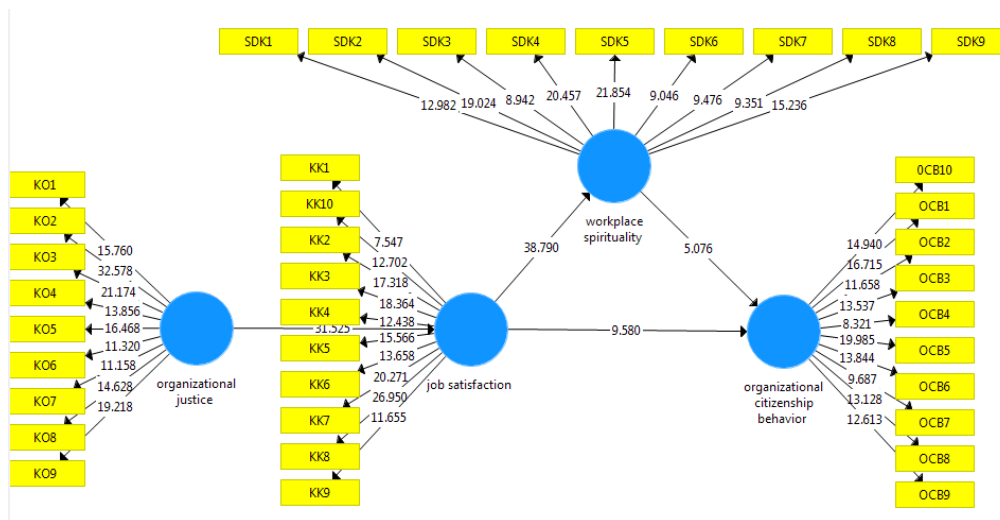 SDK1 SDK2 SDK3 SDK4 SDK5 SDK6 SDK7 SDK8 SDK9
12.982 19.024 8.942 20.457 21.854 9.046 9.476 9.351 15.236
workplace
spirituality
KO1
KO2
KO3
KO4
KO5
KO6
KO7
KO8
KO9
15.760
32.578
21.174
13.856
16.468
11.320
11.158
14.628
19.218
organizational
justice
31.525
KK1
KK10
KK2
KK3
KK4
KK5
KK6
KK7
KK8
KK9
7.547
12.702
17.318
18.364
12.438
15.566
13.658
20.271
26.950
11.655
job satisfaction
38.790
5.076
9.580
organizational
citizenship
behavior
14.940
16.715
11.658
13.537
8.321
19.985
13.844
9.687
13.128
12.613
0CB10
OCB1
OCB2
OCB3
OCB4
OCB5
OCB6
OCB7
OCB8
OCB9